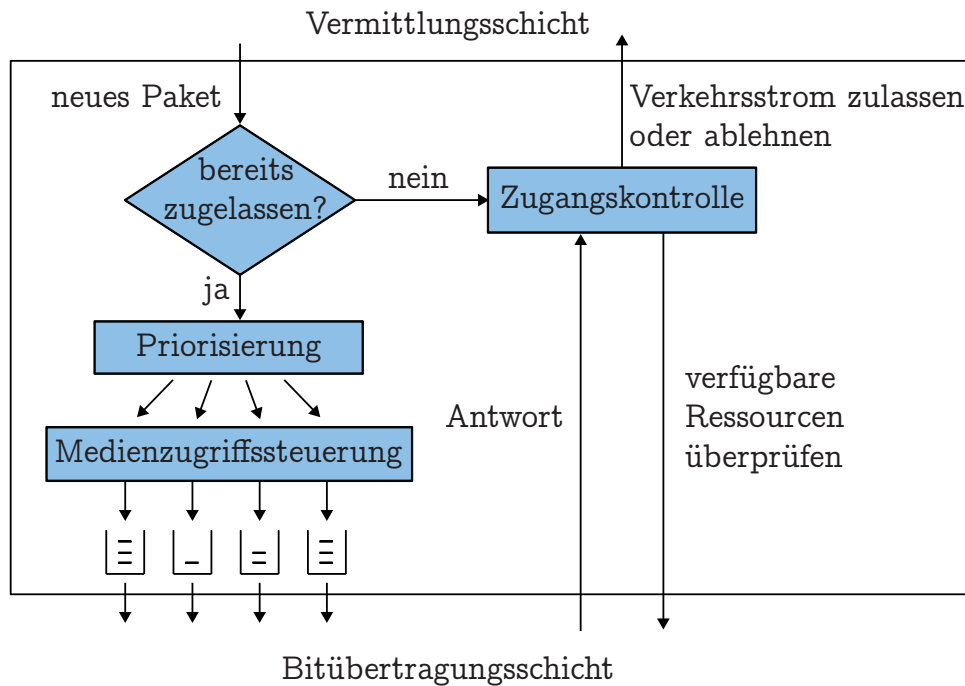 Vermittlungsschicht
neues Paket
Verkehrsstrom zulassen
oder ablehnen
bereits
zugelassen?
nein
Zugangskontrolle
ja
Priorisierung
Antwort
verfügbare
Ressourcen
überprüfen
Medienzugriffssteuerung
Bitübertragungsschicht